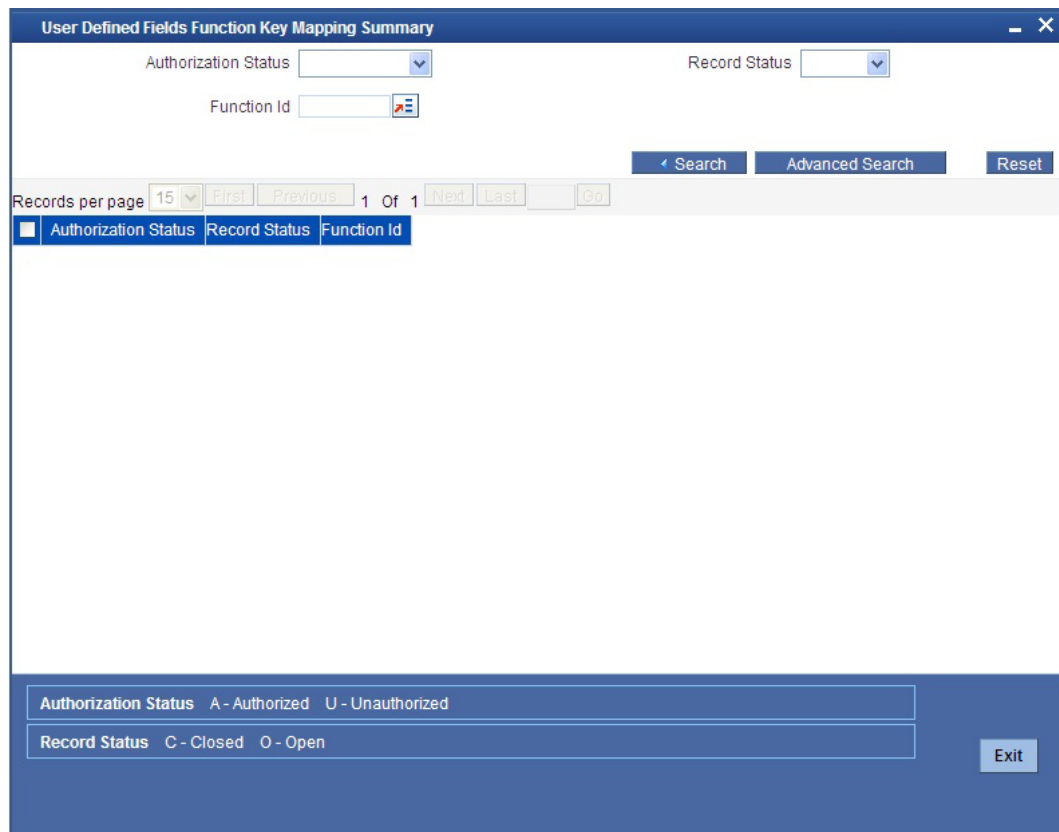 User Defined Fields Function Key Mapping Summary
Authorization Status Record Status
Function Id
Search Advanced Search Reset
Records per page 15 First Previous 1 Of 1 Next Last Go
Authorization Status Record Status Function Id
Authorization Status A - Authorized U - Unauthorized
Record Status C - Closed O - Open
Exit